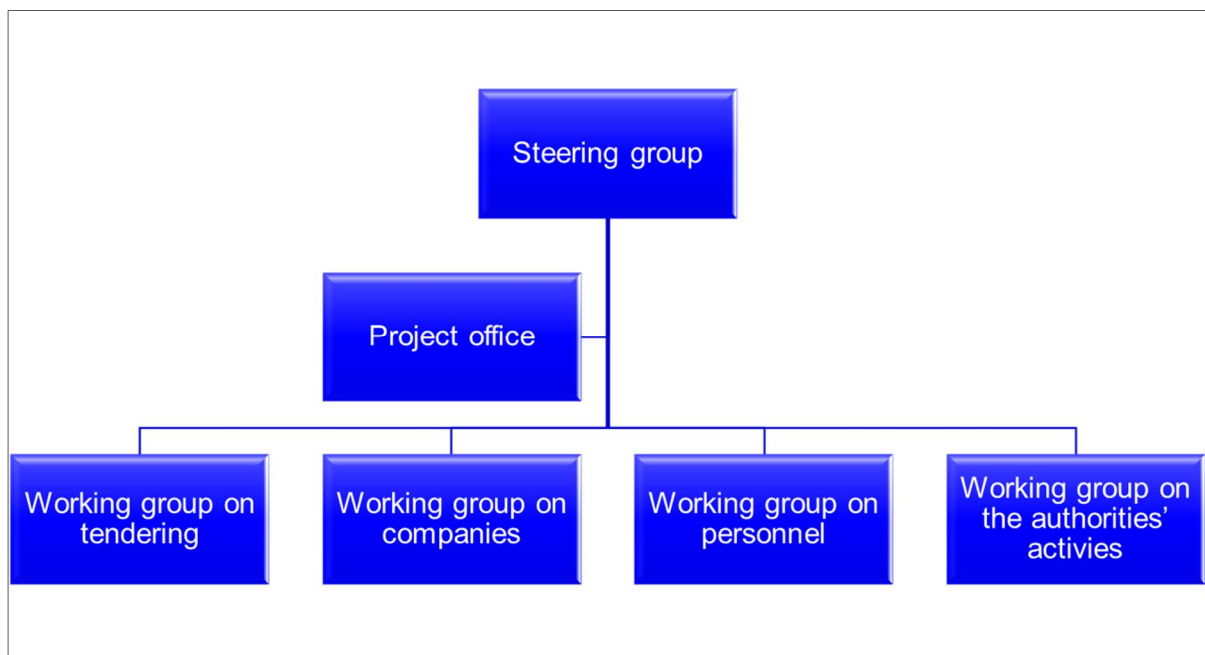 Steering group
Project office
Working group on
tendering
Working group on
companies
Working group on
personnel
Working group on
the authorities’
activies